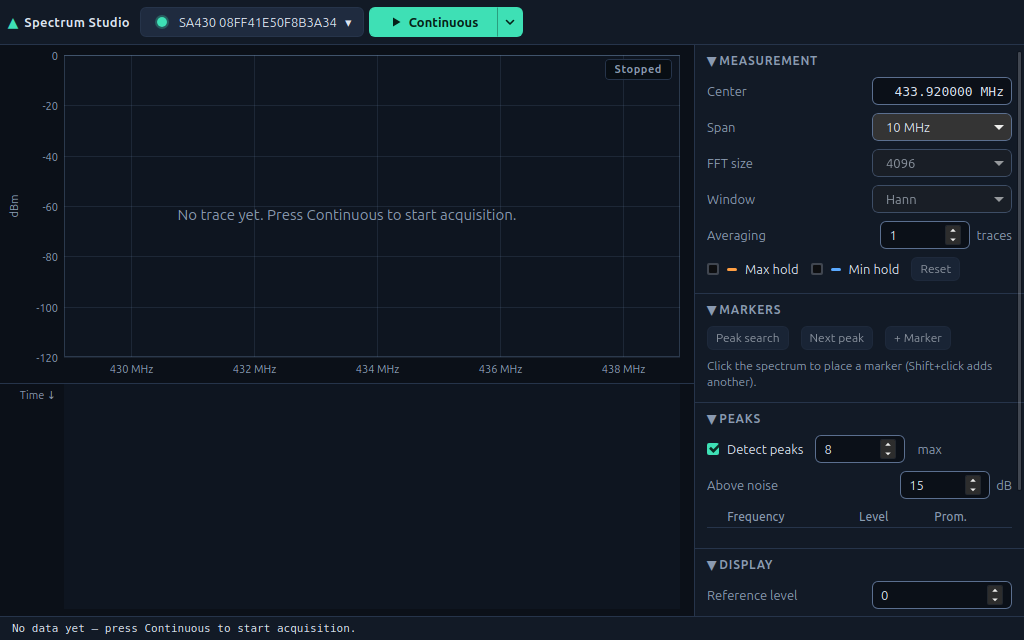 Spectrum Studio
SA430 08FF41E50F8B3A34 ▾
Continuous
Stopped
0
-20
-40
-60
-80
-100
-120
dBm
No trace yet. Press Continuous to start acquisition.
430 MHz 432 MHz 434 MHz 436 MHz 438 MHz
Time ↓
▼ MEASUREMENT
Center 433.920000 MHz
Span 10 MHz
FFT size 4096
Window Hann
Averaging 1 traces
Max hold Min hold Reset
▼ MARKERS
Peak search Next peak + Marker
Click the spectrum to place a marker (Shift+click adds
another).
▼ PEAKS
Detect peaks 8 max
Above noise 15 dB
Frequency Level Prom.
▼ DISPLAY
Reference level 0
No data yet — press Continuous to start acquisition.